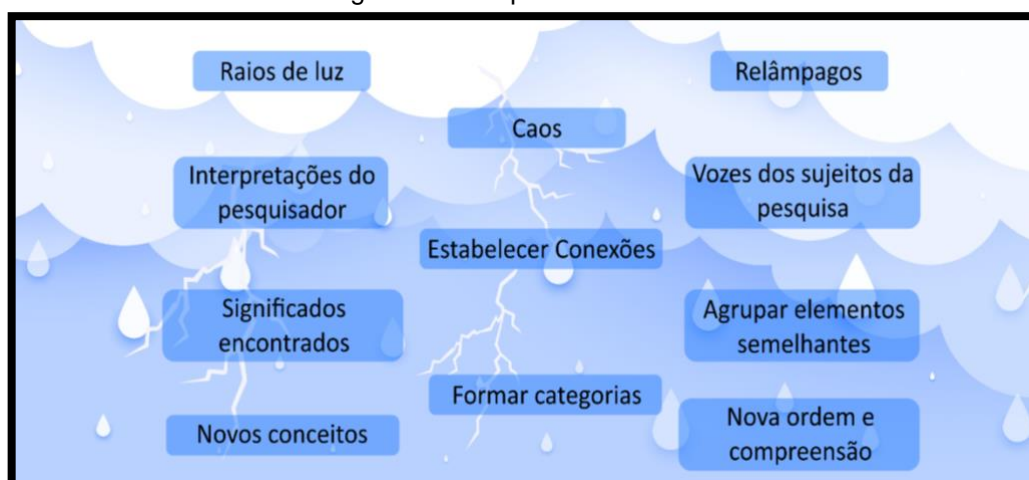 Raios de luz
Relâmpagos
Caos
Interpretações do
pesquisador
Vozes dos sujeitos da
pesquisa
Estabelecer Conexões
Significados
encontrados
Agrupar elementos
semelhantes
Formar categorias
Novos conceitos
Nova ordem e
compreensão